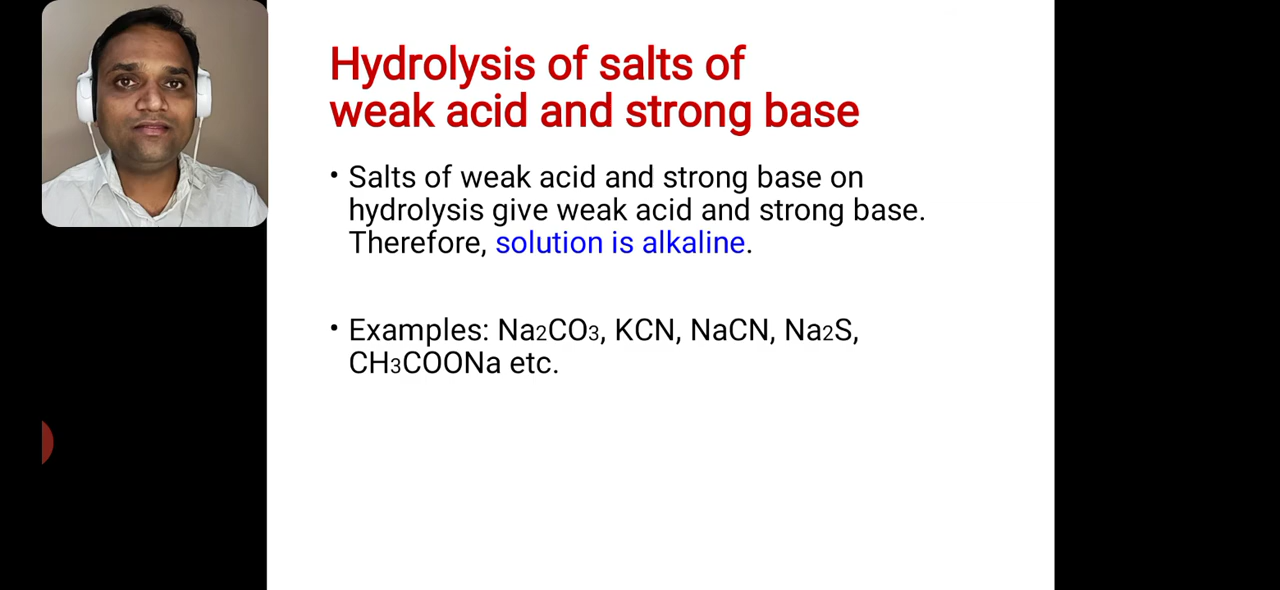 Hydrolysis of salts of
weak acid and strong base
• Salts of weak acid and strong base on
hydrolysis give weak acid and strong base.
Therefore, solution is alkaline.
• Examples: Na2CO3, KCN, NaCN, Na2S,
CH3COONa etc.